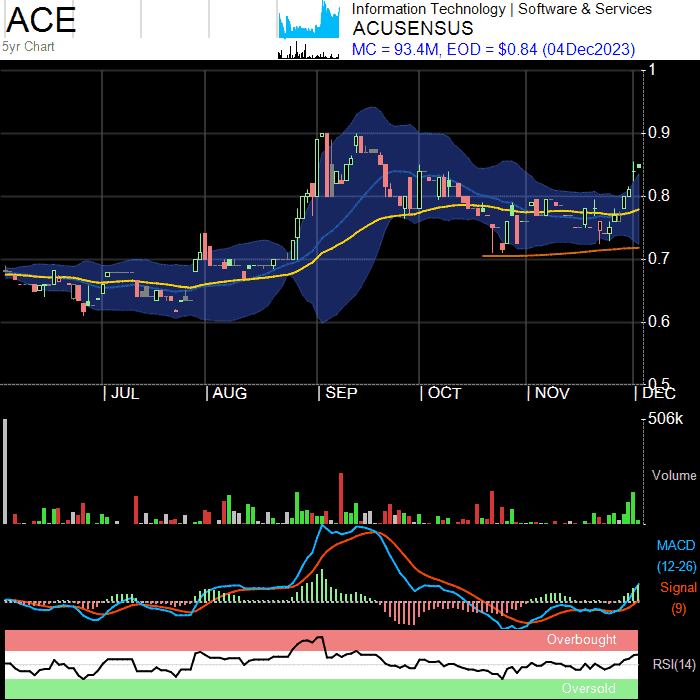 ACE
5yr Chart
Information Technology | Software & Services
ACUSENSUS
MC = 93.4M, EOD = $0.84 (04Dec2023)
1
0.9
0.8
0.7
0.6
0.5
| JUL
| AUG
| SEP
| OCT
| NOV
| DEC
506k
Volume
MACD
(12-26)
Signal
(9)
Overbought
RSI(14)
Oversold